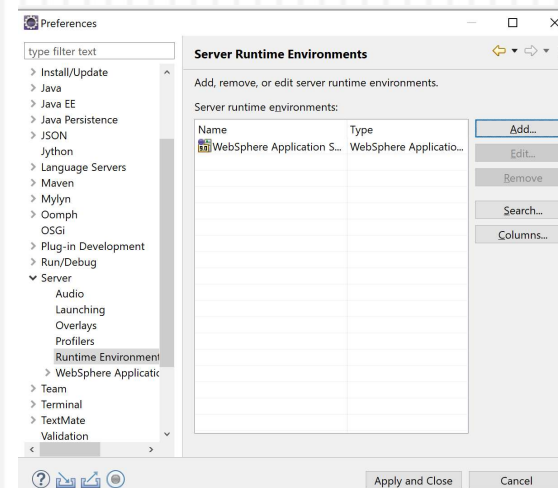 Preferences
type filter text
Install/Update
Java
Java EE
Java Persistence
JSON
Jython
Language Servers
Maven
Mylyn
Oomph
OSGi
Plug-in Development
Run/Debug
Server
Audio
Launching
Overlays
Profilers
Runtime Environment
WebSphere Applicatic
Team
Terminal
TextMate
Validation
Server Runtime Environments
Add, remove, or edit server runtime environments.
Server runtime environments:
Name Type
WebSphere Application S... WebSphere Applicatio...
Add...
Edit...
Remove
Search...
Columns...
Apply and Close
Cancel